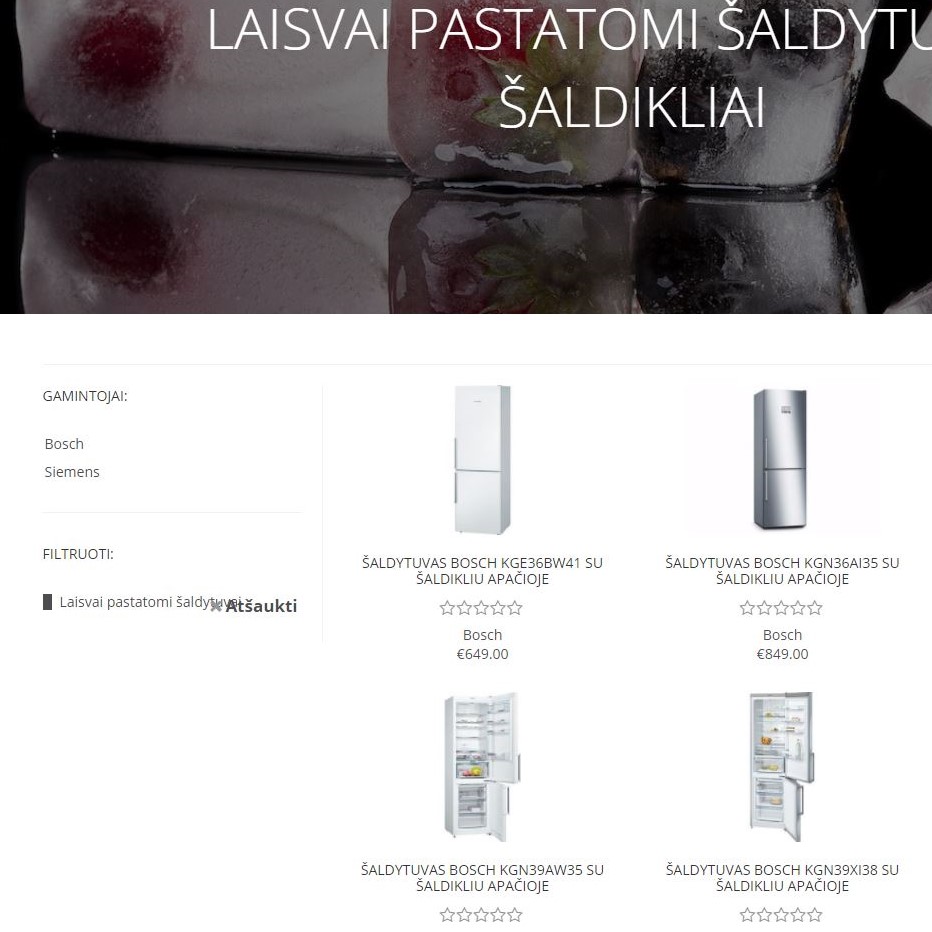 LAISVAI PASTATOMI ŠALDYTU
ŠALDIKLIAI
GAMINTOJAI:
Bosch
Siemens
FILTRUOTI:
Laisvai pastatomi šaldytuvai
Atšaukti
ŠALDYTUVAS BOSCH KGE36BW41 SU
ŠALDIKLIU APAČIOJE
Bosch
€649.00
ŠALDYTUVAS BOSCH KGN36AI35 SU
ŠALDIKLIU APAČIOJE
Bosch
€849.00
ŠALDYTUVAS BOSCH KGN39AW35 SU
ŠALDIKLIU APAČIOJE
ŠALDYTUVAS BOSCH KGN39XI38 SU
ŠALDIKLIU APAČIOJE